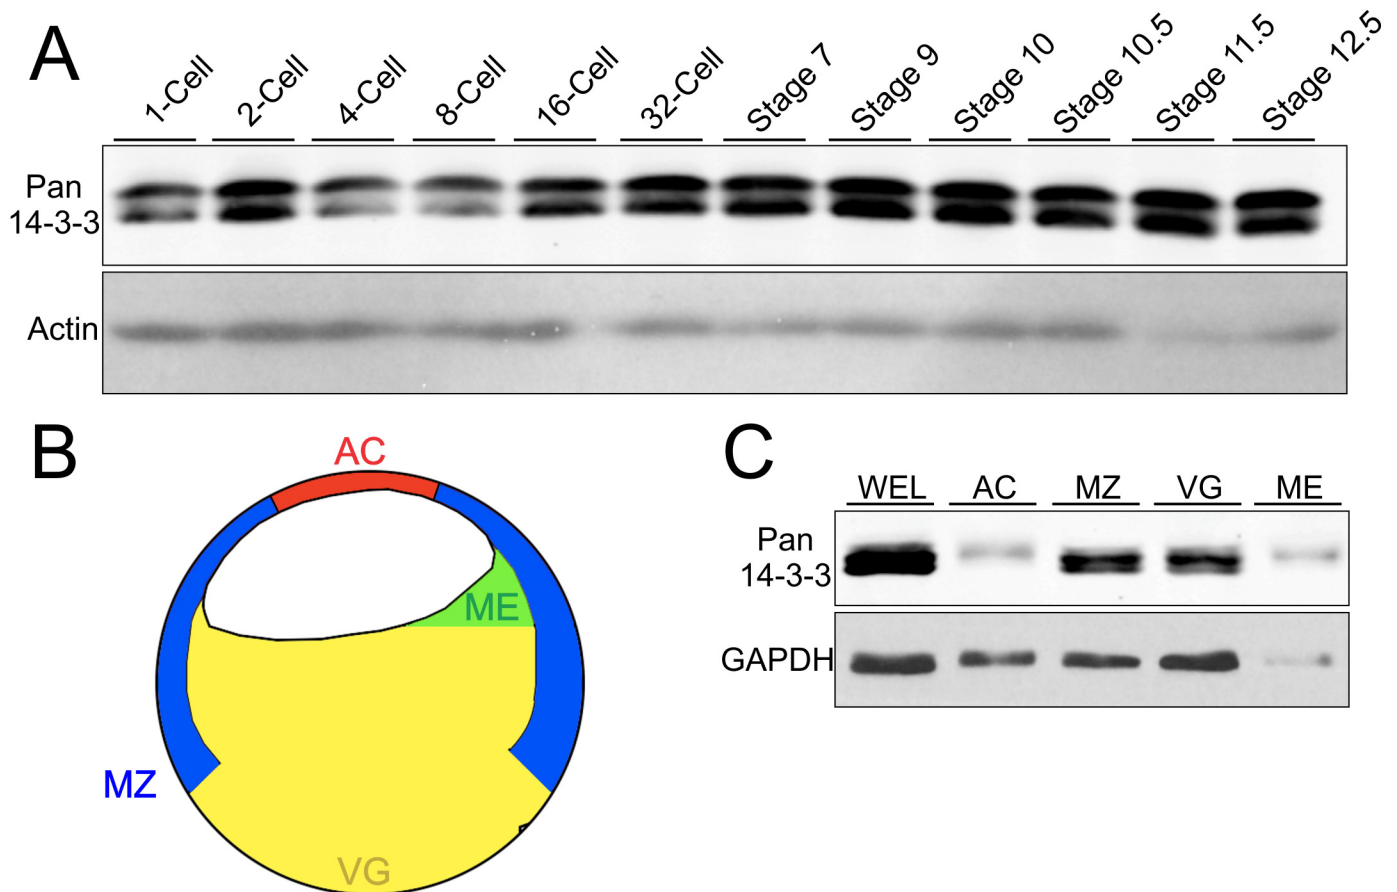 A
1-Cell
2-Cell
4-Cell
8-Cell
16-Cell
32-Cell
Stage 7
Stage 9
Stage 10
Stage 10.5
Stage 11.5
Stage 12.5
Pan
14-3-3
Actin
B
AC
ME
MZ
VG
C
WEL
AC
MZ
VG
ME
Pan
14-3-3
GAPDH